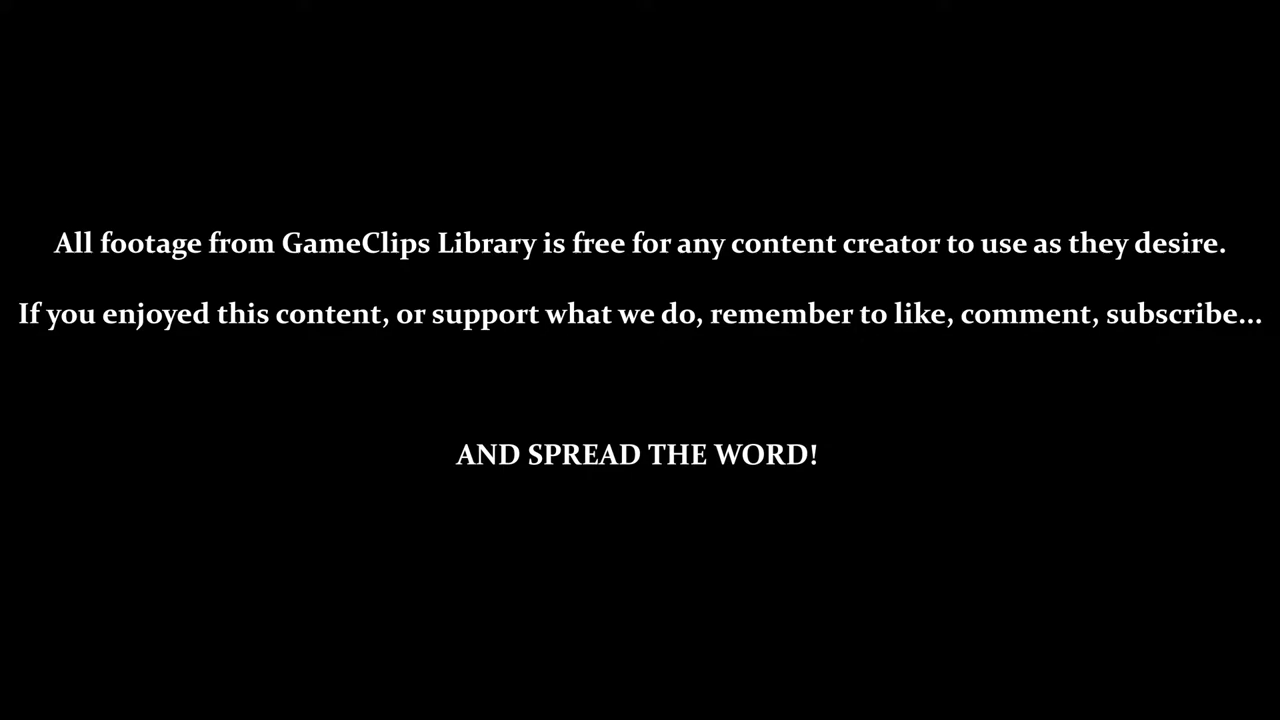 All footage from GameClips Library is free for any content creator to use as they desire.
If you enjoyed this content, or support what we do, remember to like, comment, subscribe...
AND SPREAD THE WORD!